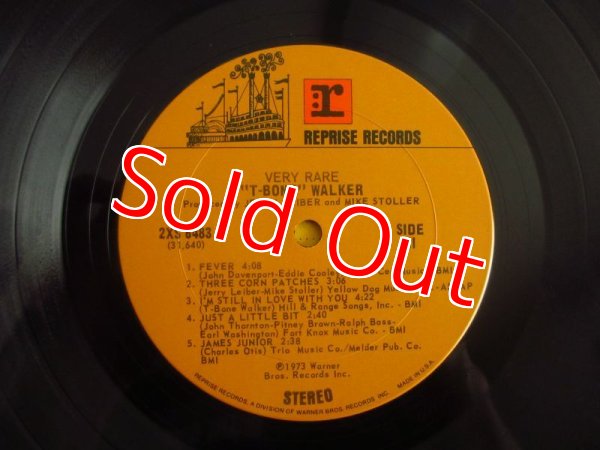 r
REPRISE RECORDS
VERY RARE
"T-BONE" WALKER
Produced by LEIBER and MIKE STOLLER
Sold Out
2XS 6483
SIDE
(31,640)
1. FEVER 4:08
(John Davenport-Eddie Cooley) Co Music BMI
2. THREE CORN PATCHES 3:06
(Jerry Leiber-Mike Stoller) Yellow Dog
3. I'M STILL IN LOVE WITH YOU 4:22
(T-Bone Walker) Hill & Range Songs, Inc. - BMI
4. JUST A LITTLE BIT 2:40
(John Thornton-Pitney Brown-Ralph Bass-
Earl Washington) Fort Knox Music Co. - BMI
5. JAMES JUNIOR 2:38
(Charles Otis) Trio Music Co./Melder Pub. Co.
BMI
℗1973 Warner
Bros. Records Inc.
STEREO
REPRISE RECORDS, A DIVISION OF WARNER BROS. RECORDS INC. MADE IN U.S.A.